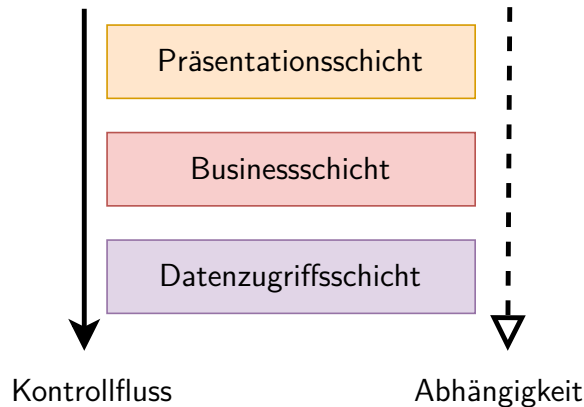 Präsentationsschicht
Businessschicht
Datenzugriffsschicht
Kontrollfluss
Abhängigkeit